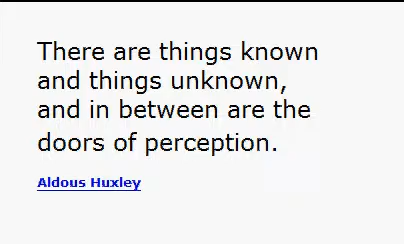 There are things known
and things unknown,
and in between are the
doors of perception.
Aldous Huxley